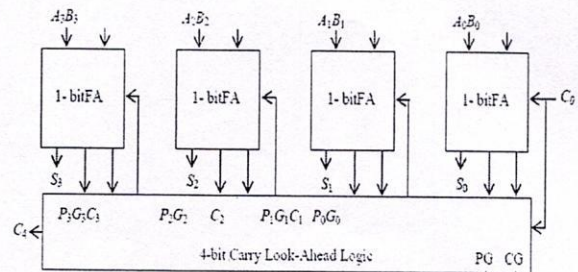 A₃B₃ A₂B₂ A₁B₁ A₀B₀
1- bitFA 1- bitFA 1- bitFA 1- bitFA C₀
S₃ S₂ S₁ S₀
P₃G₃C₃ P₂G₂ C₂ P₁G₁C₁ P₀G₀
C₄
4-bit Carry Look-Ahead Logic PG CG